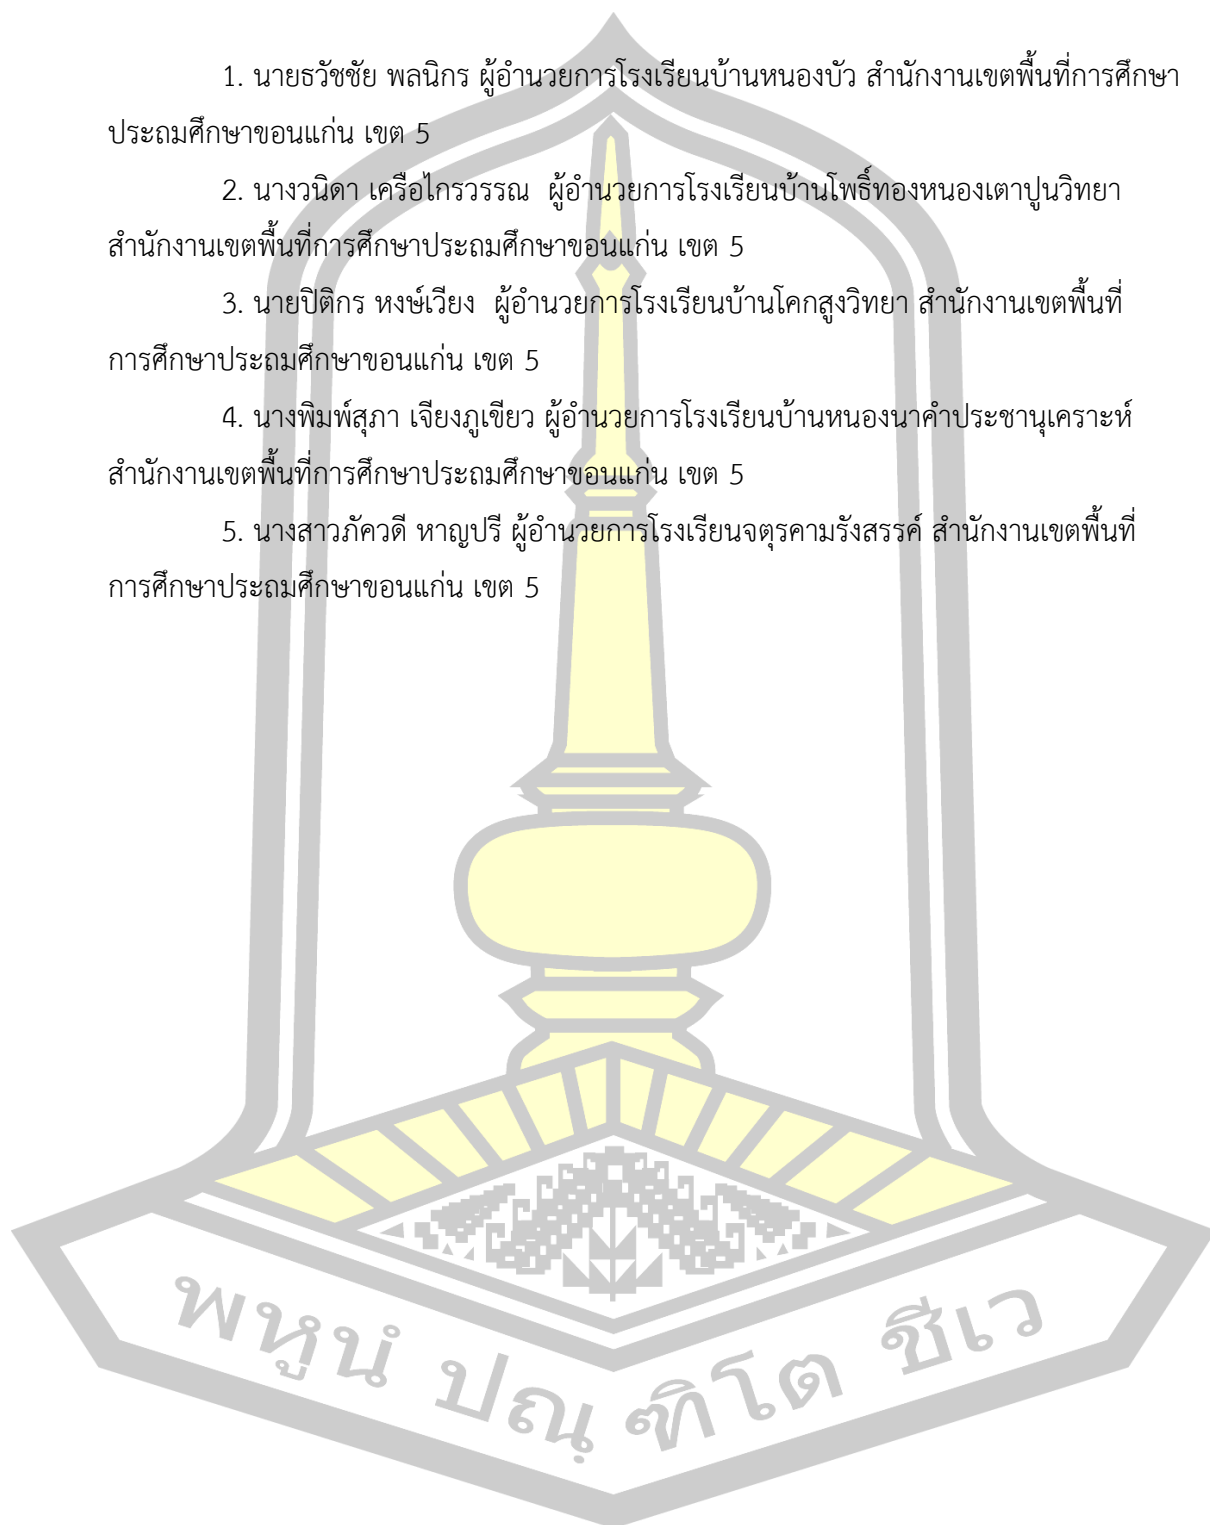 1. นายธวัชชัย พลนิกร ผู้อำนวยการโรงเรียนบ้านหนองบัว สำนักงานเขตพื้นที่การศึกษา
ประถมศึกษาขอนแก่น เขต 5
2. นางวนิดา เครือไกรวรรณ  ผู้อำนวยการโรงเรียนบ้านโพธิ์ทองหนองเตาปูนวิทยา
สำนักงานเขตพื้นที่การศึกษาประถมศึกษาขอนแก่น เขต 5
3. นายปิติกร หงษ์เวียง  ผู้อำนวยการโรงเรียนบ้านโคกสูงวิทยา สำนักงานเขตพื้นที่
การศึกษาประถมศึกษาขอนแก่น เขต 5
4. นางพิมพ์สุภา เจียงภูเขียว ผู้อำนวยการโรงเรียนบ้านหนองนาคำประชานุเคราะห์
สำนักงานเขตพื้นที่การศึกษาประถมศึกษาขอนแก่น เขต 5
5. นางสาวภัควดี หาญปรี ผู้อำนวยการโรงเรียนจตุรคามรังสรรค์ สำนักงานเขตพื้นที่
การศึกษาประถมศึกษาขอนแก่น เขต 5
พหูนํ ปณฺ ฑิโต ชีเว